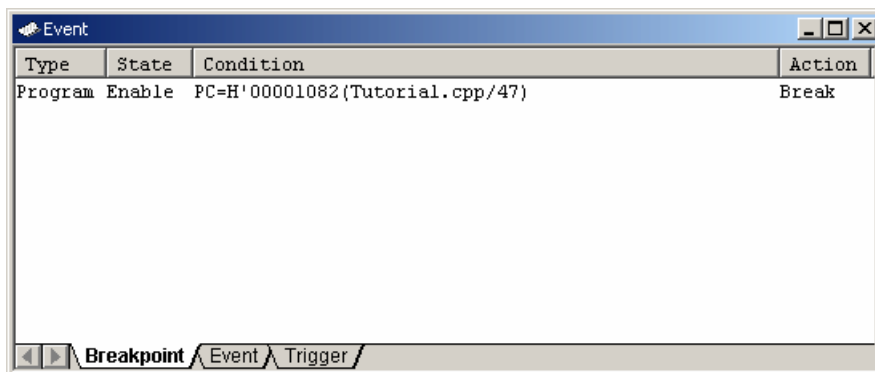 Event
Type State Condition Action
Program Enable PC=H'00001082(Tutorial.cpp/47) Break
Breakpoint Event Trigger